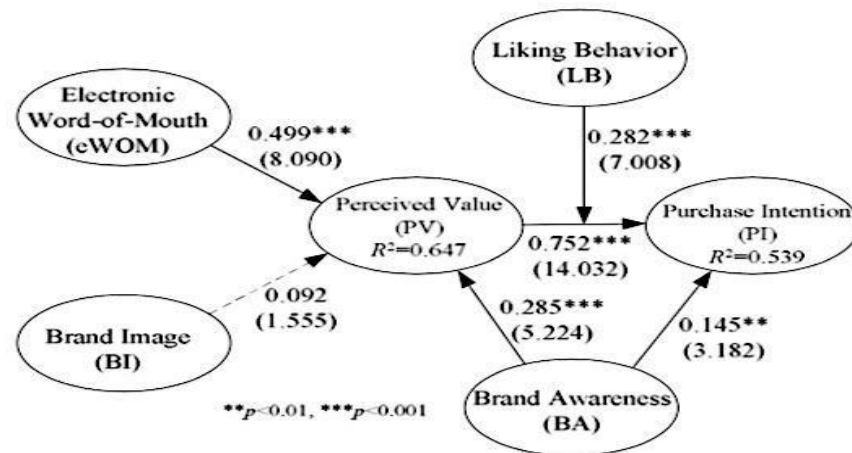 Liking Behavior
(LB)
Electronic
Word-of-Mouth
(eWOM)
0.499***
(8.090)
0.282***
(7.008)
Perceived Value
(PV)
R²=0.647
0.752***
(14.032)
Purchase Intention
(PI)
R²=0.539
0.092
(1.555)
0.285***
(5.224)
0.145**
(3.182)
Brand Image
(BI)
Brand Awareness
(BA)
**p<0.01, ***p<0.001